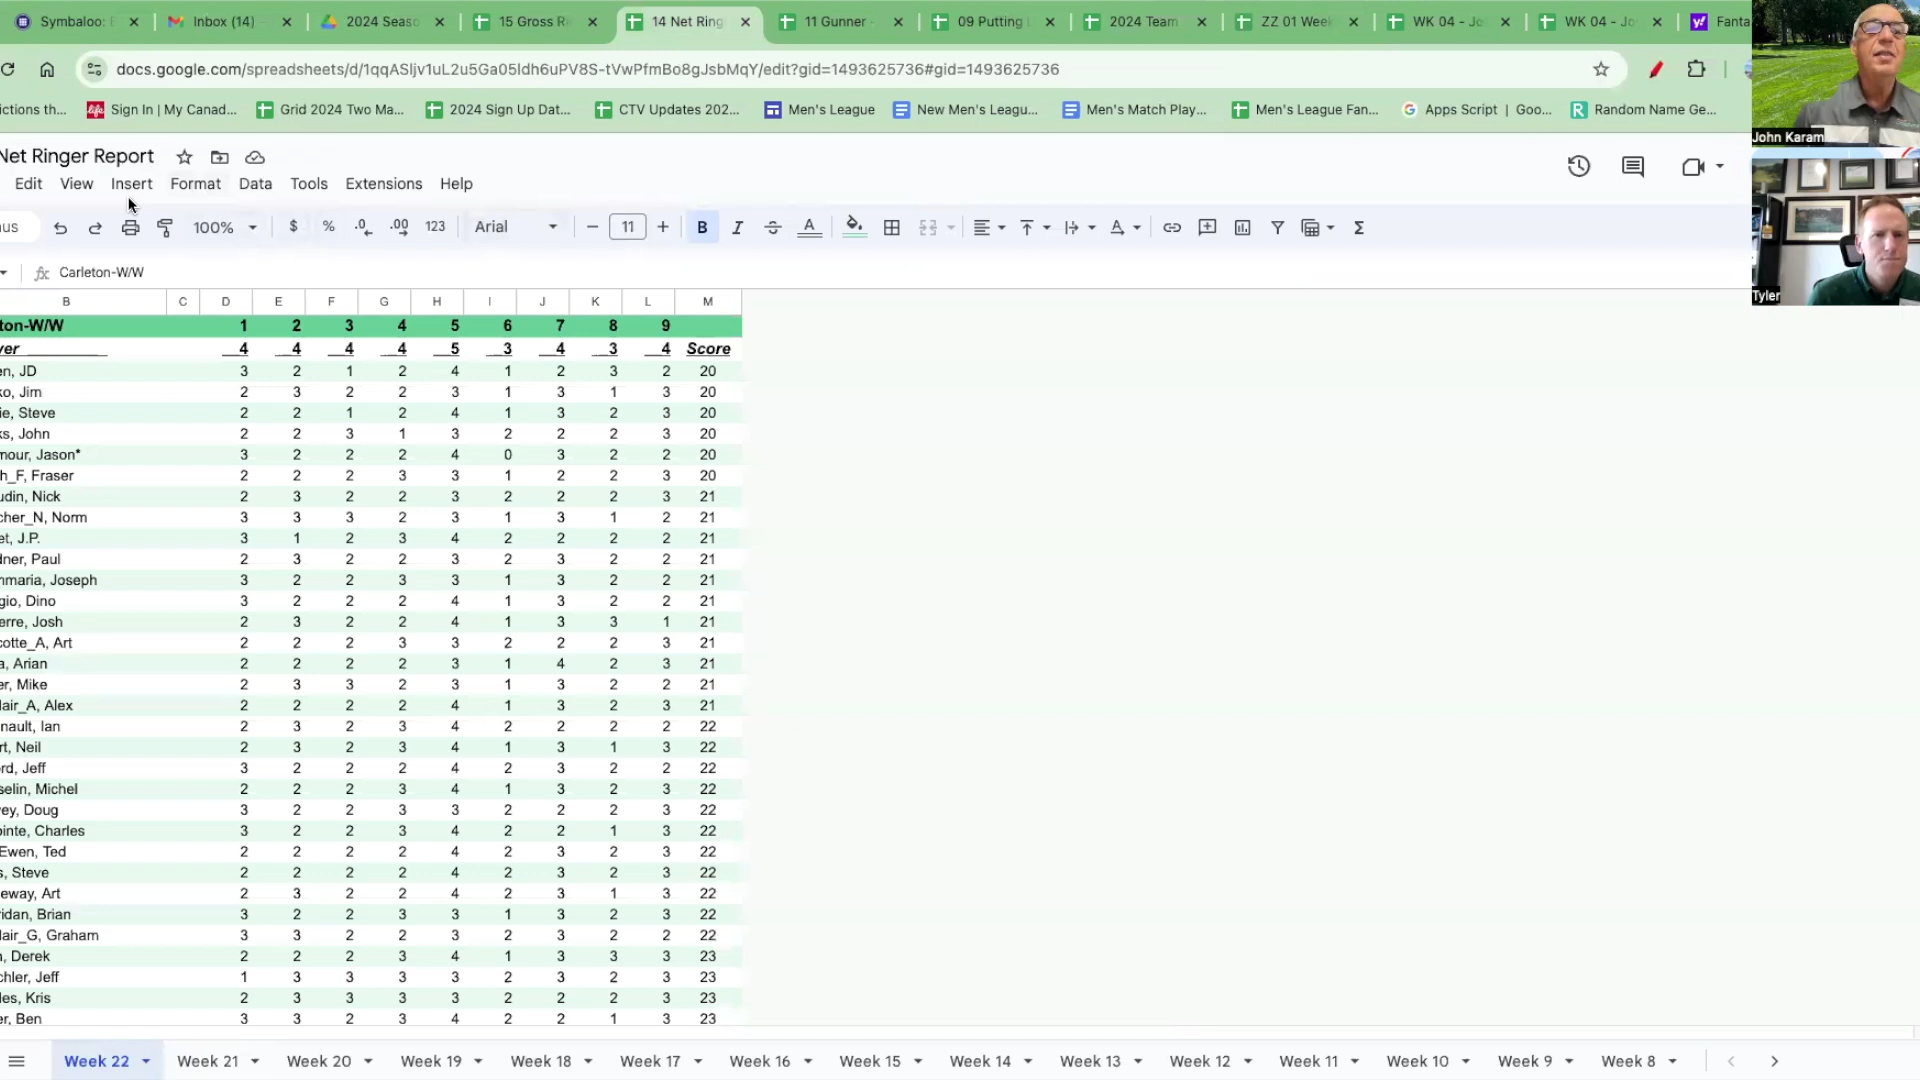 Symbaloo: E
Inbox (14)
2024 Seaso
15 Gross Ri
14 Net Ring
11 Gunner -
09 Putting
2024 Team
ZZ 01 Week
WK 04 - Jo
WK 04 - Jo
Fanta
docs.google.com/spreadsheets/d/1qqASljv1uL2u5Ga05ldh6uPV8S-tVwPfmBo8gJsbMqY/edit?gid=1493625736#gid=1493625736
ictions th...
life
Sign In | My Canad...
Grid 2024 Two Ma...
2024 Sign Up Dat...
CTV Updates 202...
Men's League
New Men's Leagu...
Men's Match Play...
Men's League Fan...
Apps Script | Goo...
Random Name Ge...
John Karam
Tyler
Net Ringer Report
Edit View Insert Format Data Tools Extensions Help
nus 100% $ % .0 .00 123 Arial 11 B I
fx Carleton-W/W
B C D E F G H I J K L M
ton-W/W 1 2 3 4 5 6 7 8 9
yer 4 4 4 4 5 3 4 3 4 Score
en, JD 3 2 1 2 4 1 2 3 2 20
ko, Jim 2 3 2 2 3 1 3 1 3 20
ie, Steve 2 2 1 2 4 1 3 2 3 20
ks, John 2 2 3 1 3 2 2 2 3 20
mour, Jason* 3 2 2 2 4 0 3 2 2 20
h_F, Fraser 2 2 2 3 3 1 2 2 3 20
udin, Nick 2 3 2 2 3 2 2 2 3 21
cher_N, Norm 3 3 3 2 3 1 3 1 2 21
et, J.P. 3 1 2 3 4 2 2 2 2 21
dner, Paul 2 3 2 2 3 2 3 2 2 21
nmaria, Joseph 3 2 2 3 3 1 3 2 2 21
gio, Dino 3 2 2 2 4 1 3 2 2 21
erre, Josh 2 3 2 2 4 1 3 3 1 21
cotte_A, Art 2 2 2 3 3 2 2 2 3 21
a, Arian 2 2 2 2 3 1 4 2 3 21
er, Mike 2 3 3 2 3 1 3 2 2 21
lair_A, Alex 2 2 2 2 4 1 3 2 3 21
nault, Ian 2 3 2 3 4 2 2 2 2 22
rt, Neil 2 3 2 3 4 1 3 1 3 22
rd, Jeff 3 2 2 2 4 2 3 2 2 22
selin, Michel 2 2 2 3 4 1 3 2 3 22
vey, Doug 3 2 2 3 3 2 2 2 3 22
ointe, Charles 3 2 2 3 4 2 2 1 3 22
Ewen, Ted 2 2 2 2 4 2 3 2 3 22
s, Steve 2 2 2 2 4 2 3 2 3 22
eway, Art 2 3 2 2 4 2 3 1 3 22
ridan, Brian 3 2 2 3 3 1 3 2 3 22
lair_G, Graham 3 3 2 2 3 2 3 2 2 22
n, Derek 2 2 2 3 4 1 3 3 3 23
chler, Jeff 1 3 3 3 3 2 3 2 3 23
les, Kris 2 3 3 3 3 2 2 2 3 23
er, Ben 3 3 2 3 4 2 2 1 3 23
Week 22 Week 21 Week 20 Week 19 Week 18 Week 17 Week 16 Week 15 Week 14 Week 13 Week 12 Week 11 Week 10 Week 9 Week 8